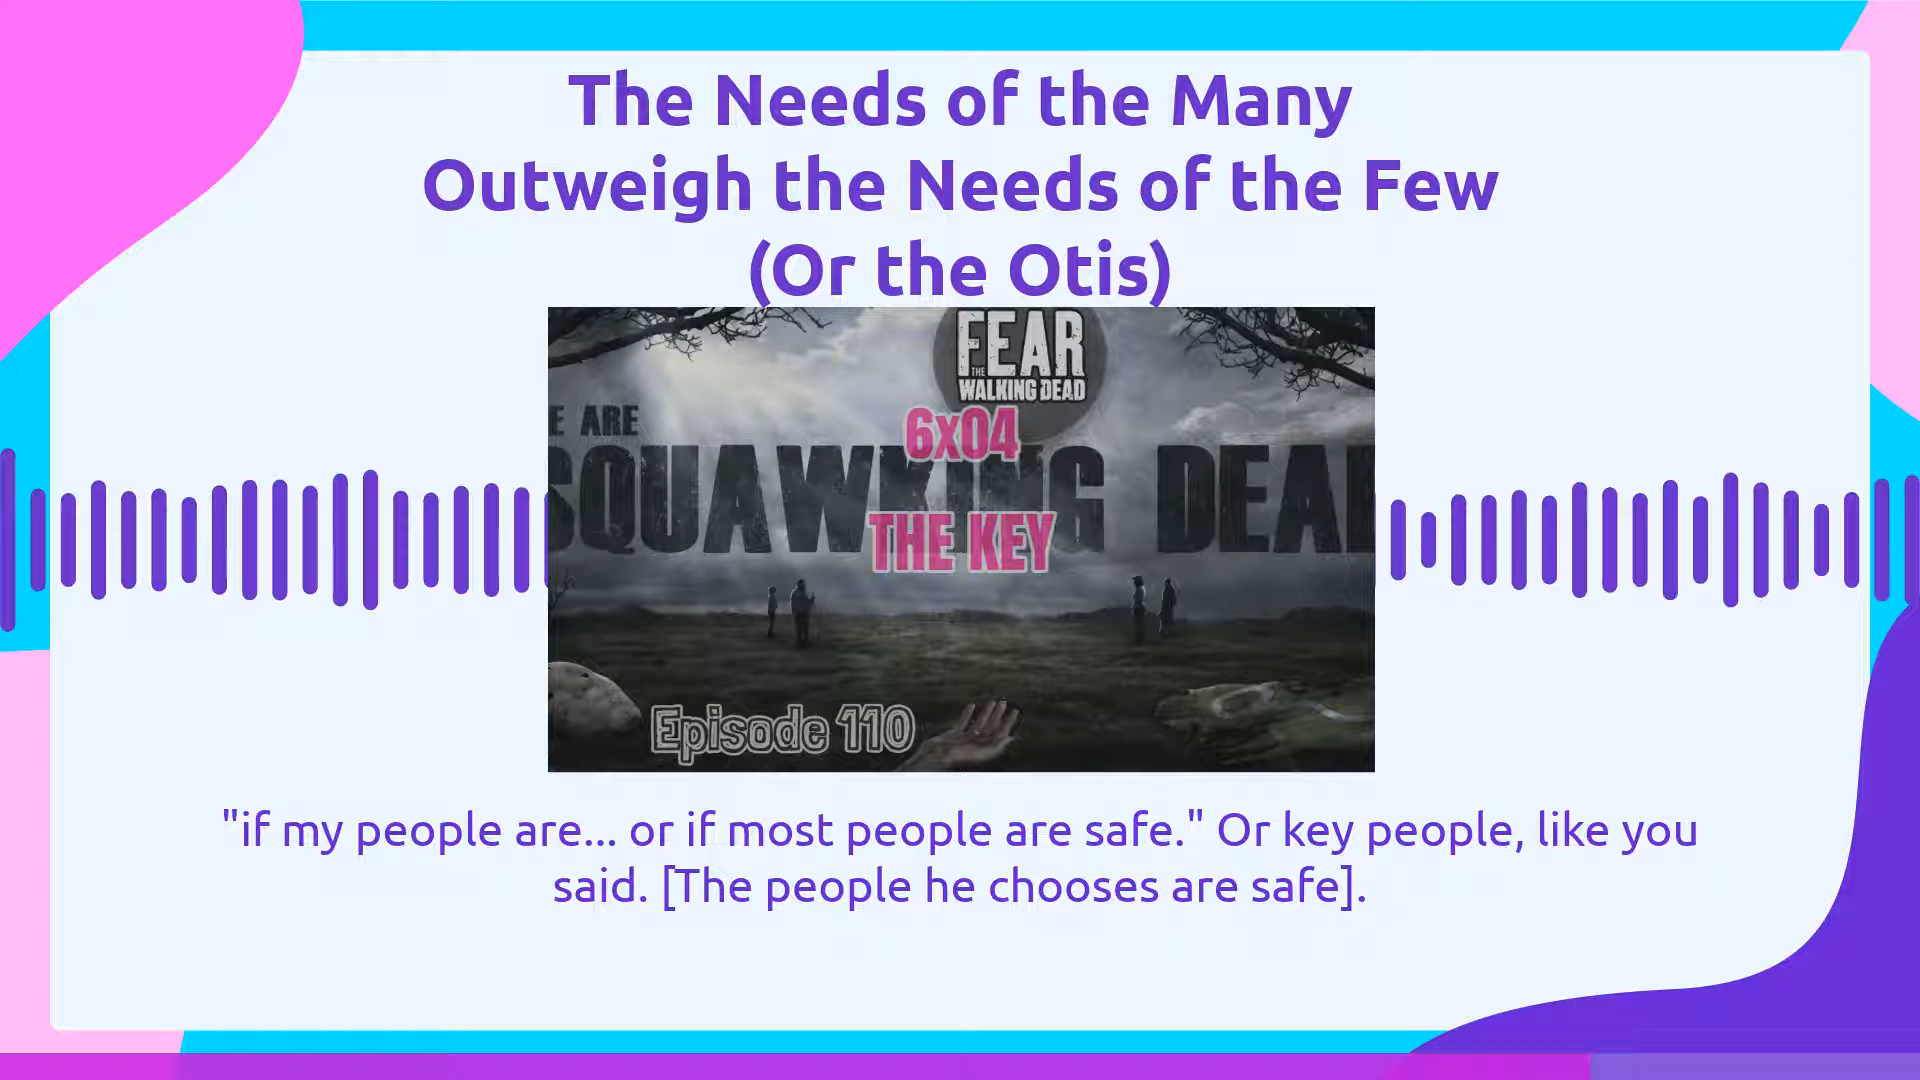 The Needs of the Many
Outweigh the Needs of the Few
(Or the Otis)
FEAR
THE
WALKING DEAD
E ARE
6x04
SQUAWKING DEAD
THE KEY
Episode 110
"if my people are... or if most people are safe." Or key people, like you
said. [The people he chooses are safe].